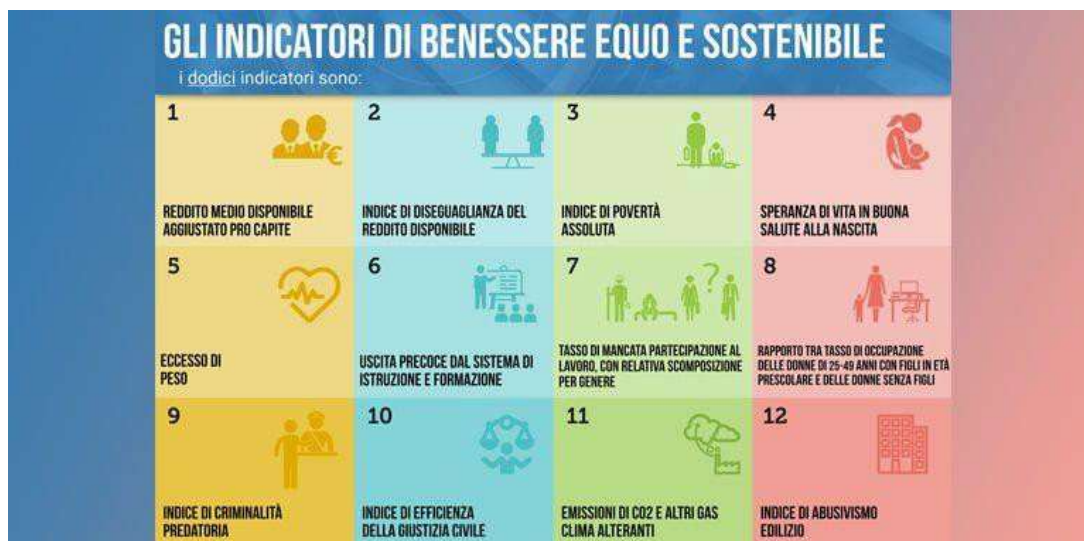 GLI INDICATORI DI BENESSERE EQUO E SOSTENIBILE
i dodici indicatori sono:
1
REDDITO MEDIO DISPONIBILE
AGGIUSTATO PRO CAPITE
2
INDICE DI DISEGUAGLIANZA DEL
REDDITO DISPONIBILE
3
INDICE DI POVERTÀ
ASSOLUTA
4
SPERANZA DI VITA IN BUONA
SALUTE ALLA NASCITA
5
ECCESSO DI
PESO
6
USCITA PRECOCE DAL SISTEMA DI
ISTRUZIONE E FORMAZIONE
7
TASSO DI MANCATA PARTECIPAZIONE AL
LAVORO, CON RELATIVA SCOMPOSIZIONE
PER GENERE
8
RAPPORTO TRA TASSO DI OCCUPAZIONE
DELLE DONNE DI 25-49 ANNI CON FIGLI IN ETÀ
PRESCOLARE E DELLE DONNE SENZA FIGLI
9
INDICE DI CRIMINALITÀ
PREDATORIA
10
INDICE DI EFFICIENZA
DELLA GIUSTIZIA CIVILE
11
EMISSIONI DI CO2 E ALTRI GAS
CLIMA ALTERANTI
12
INDICE DI ABUSIVISMO
EDILIZIO